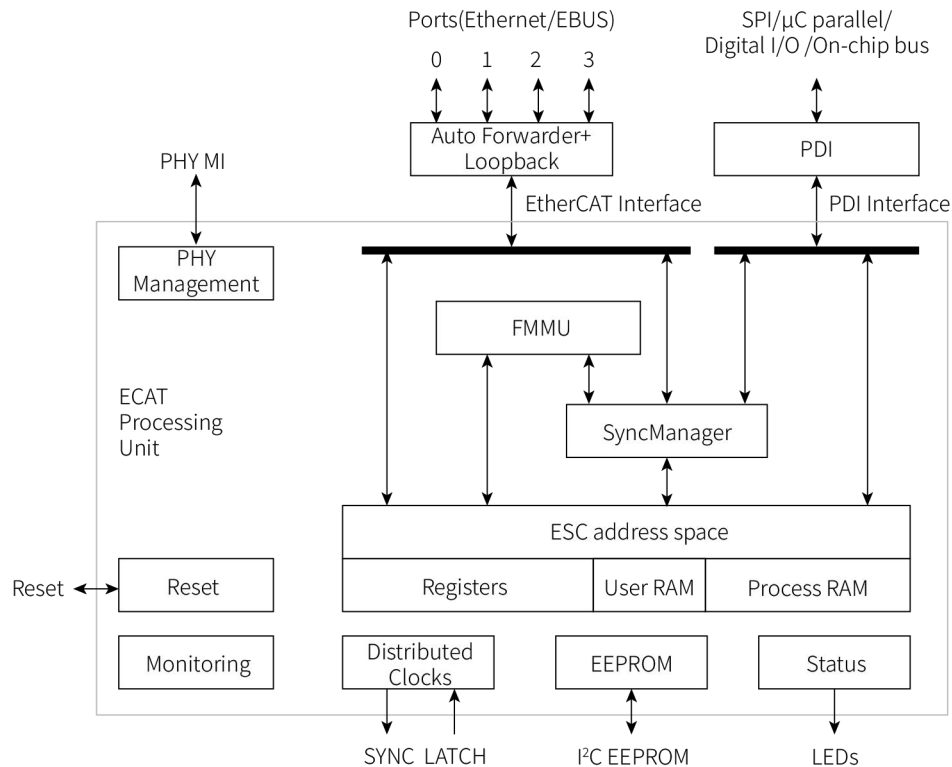 Ports(Ethernet/EBUS)
0 1 2 3
SPI/µC parallel/
Digital I/O /On-chip bus
Auto Forwarder+
Loopback
PDI
PHY MI
EtherCAT Interface
PDI Interface
PHY
Management
FMMU
ECAT
Processing
Unit
SyncManager
ESC address space
Reset
Reset
Registers
User RAM
Process RAM
Monitoring
Distributed
Clocks
EEPROM
Status
SYNC
LATCH
I²C EEPROM
LEDs